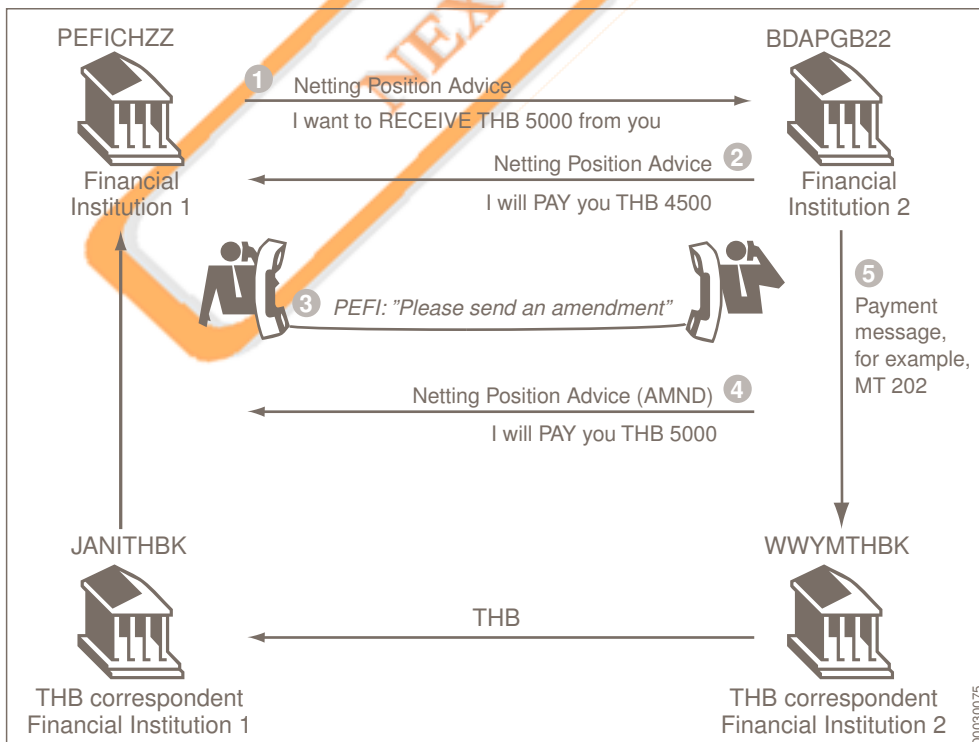 PEFICHZZ
BDAPGB22
1 Netting Position Advice
I want to RECEIVE THB 5000 from you
Netting Position Advice 2
I will PAY you THB 4500
Financial
Institution 1
Financial
Institution 2
3 PEFI: ”Please send an amendment”
5
Payment
message,
for example,
MT 202
Netting Position Advice (AMND) 4
I will PAY you THB 5000
JANITHBK
WWYMTHBK
THB
THB correspondent
Financial Institution 1
THB correspondent
Financial Institution 2